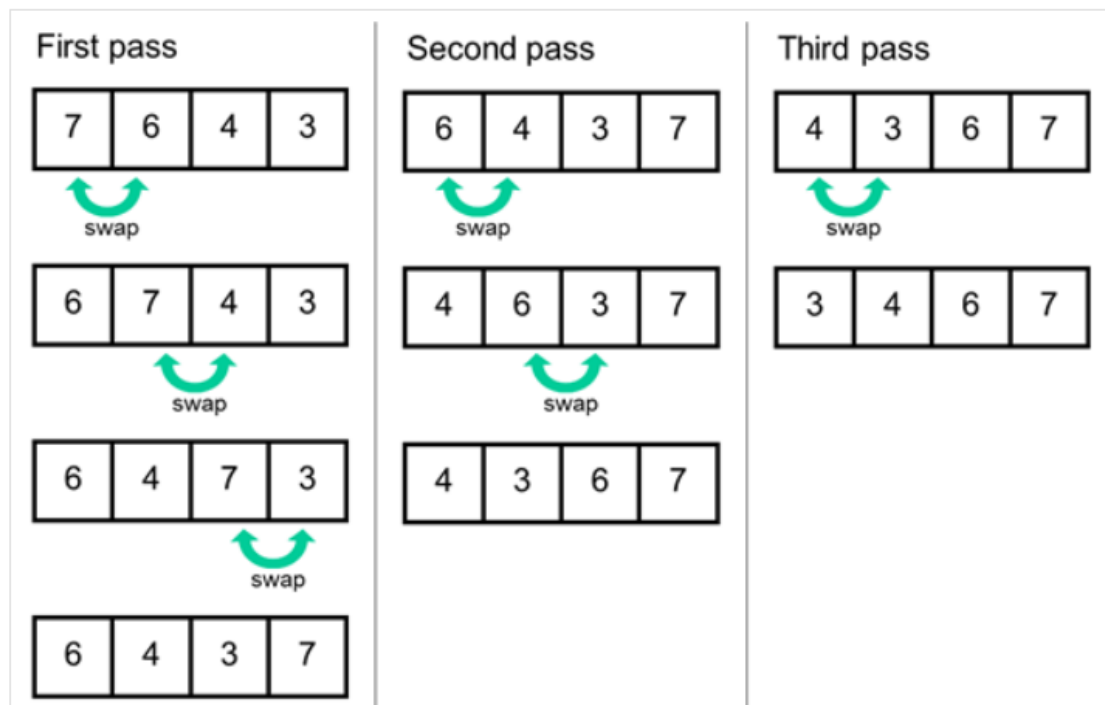 First pass
7 6 4 3
swap
6 7 4 3
swap
6 4 7 3
swap
6 4 3 7
Second pass
6 4 3 7
swap
4 6 3 7
swap
4 3 6 7
Third pass
4 3 6 7
swap
3 4 6 7